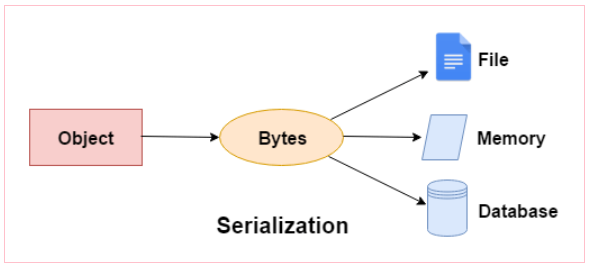 File
Object
Bytes
Memory
Database
Serialization